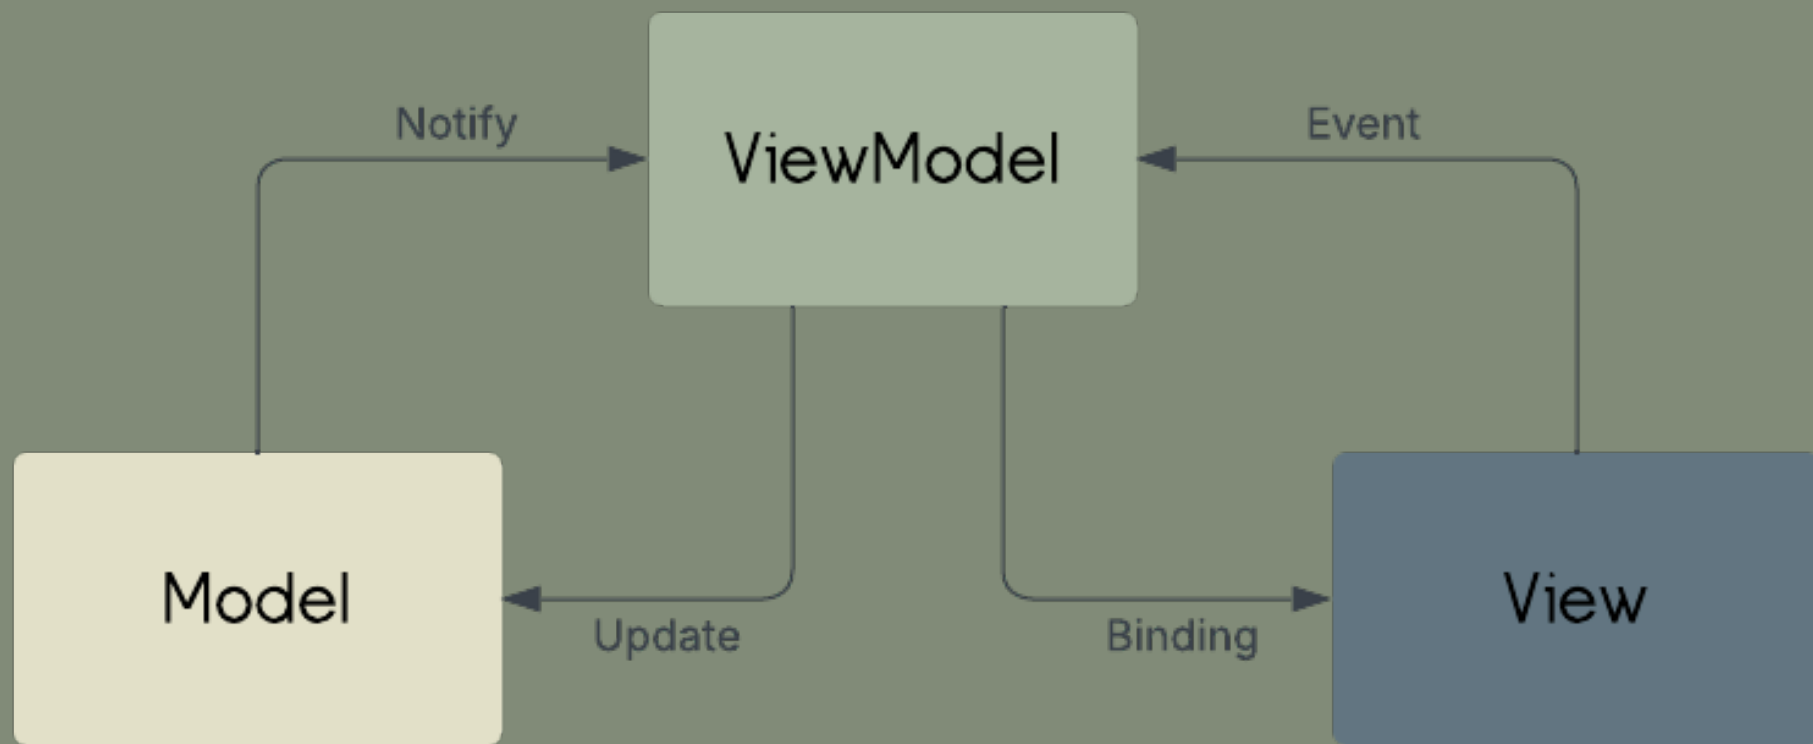 Notify
ViewModel
Event
Model
Update
Binding
View